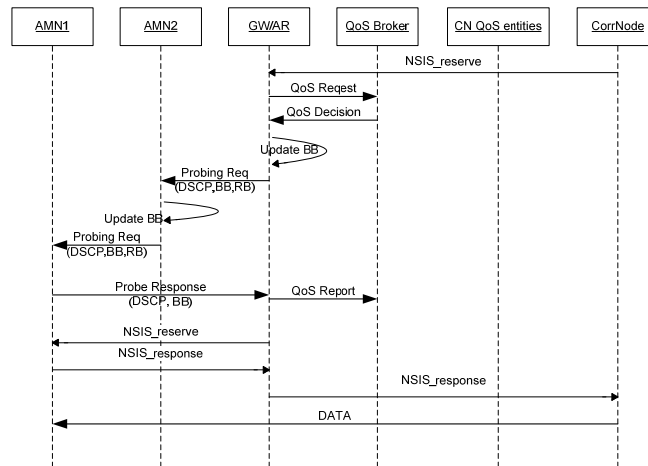 AMN1
AMN2
GW/AR
QoS Broker
CN QoS entities
CorrNode
NSIS_reserve
QoS Reqest
QoS Decision
Update BB
Probing Req
(DSCP,BB,RB)
Update BB
Probing Req
(DSCP,BB,RB)
Probe Response
(DSCP, BB)
QoS Report
NSIS_reserve
NSIS_response
NSIS_response
DATA